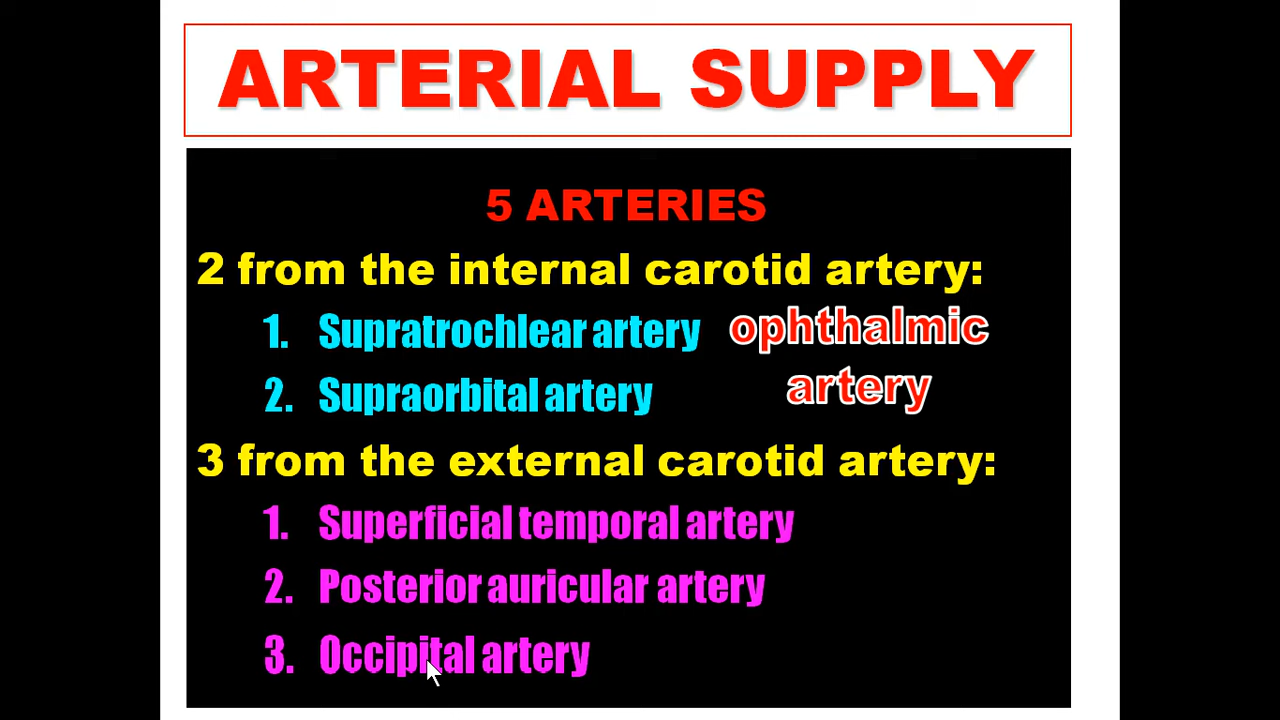 ARTERIAL SUPPLY
5 ARTERIES
2 from the internal carotid artery:
1. Supratrochlear artery
ophthalmic
2. Supraorbital artery
artery
3 from the external carotid artery:
1. Superficial temporal artery
2. Posterior auricular artery
3. Occipital artery